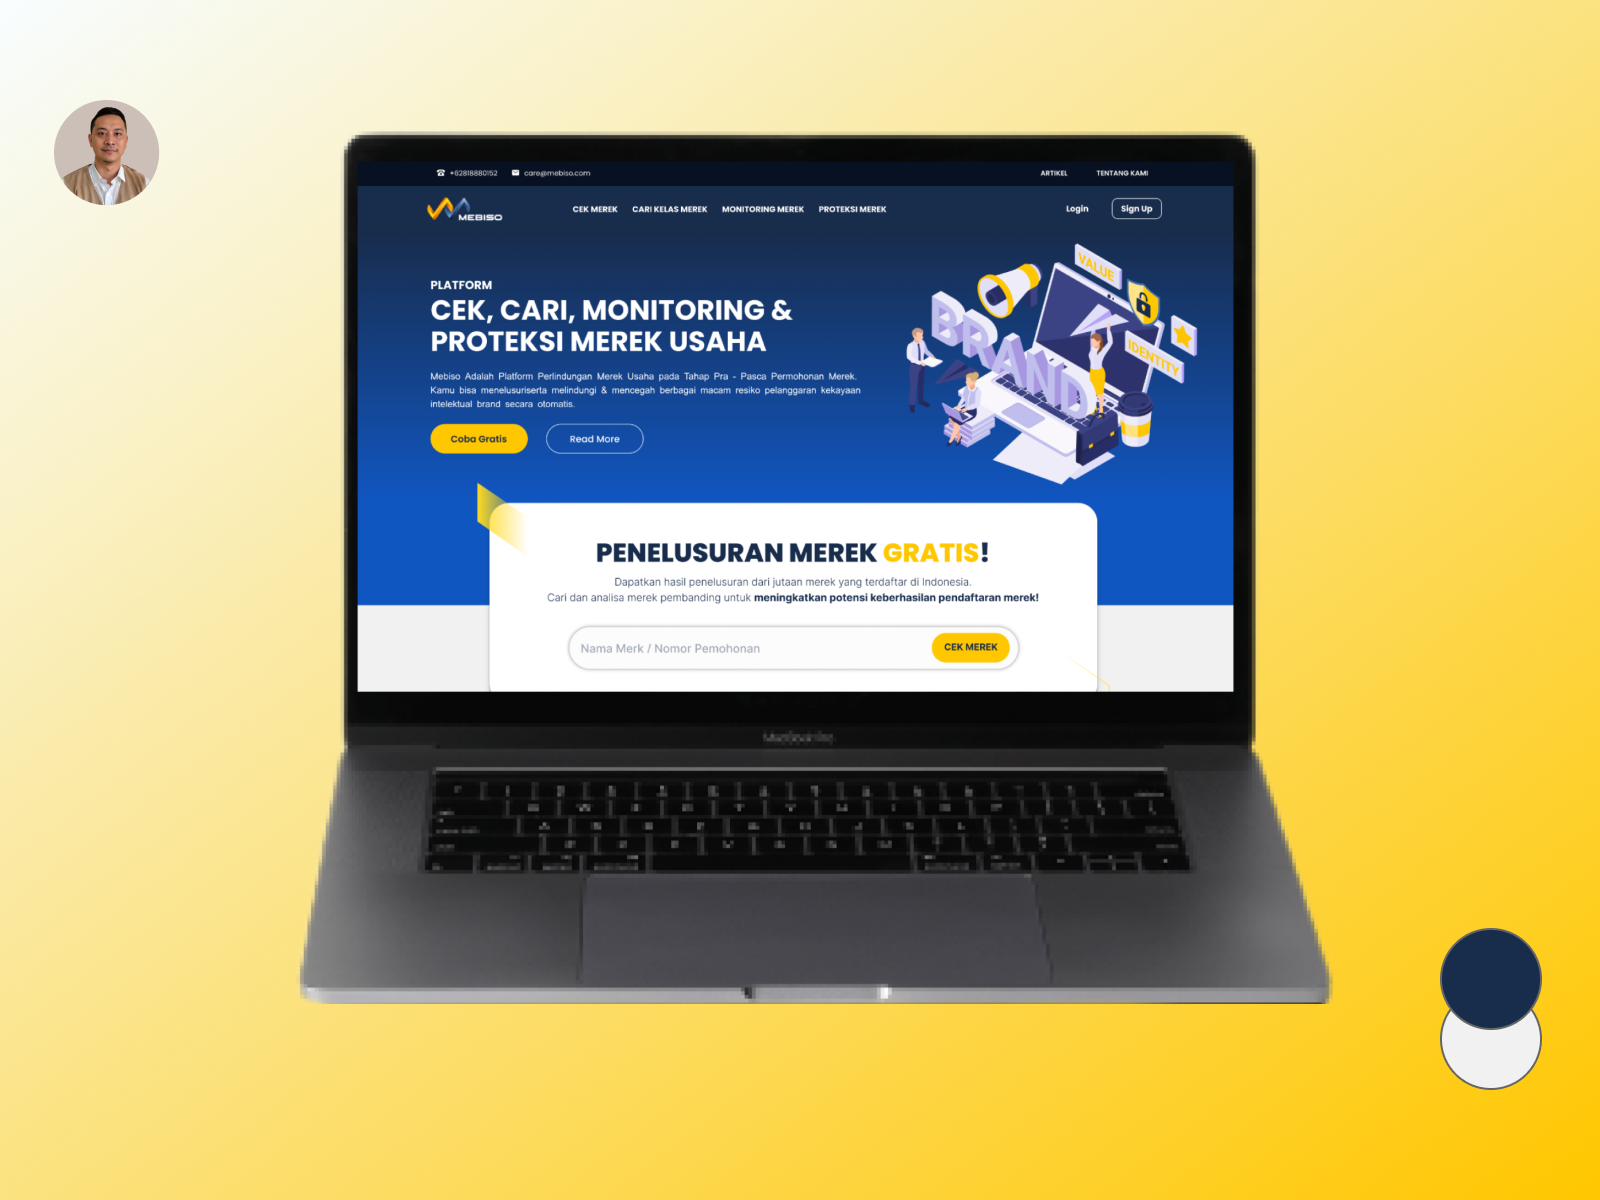 +62818880152 care@mebiso.com ARTIKEL TENTANG KAMI
MEBISO CEK MEREK CARI KELAS MEREK MONITORING MEREK PROTEKSI MEREK Login Sign Up
PLATFORM
CEK, CARI, MONITORING &
PROTEKSI MEREK USAHA
Mebiso Adalah Platform Perlindungan Merek Usaha pada Tahap Pra - Pasca Permohonan Merek.
Kamu bisa menelusuriserta melindungi & mencegah berbagai macam resiko pelanggaran kekayaan
intelektual brand secara otomatis.
Coba Gratis Read More
VALUE
BRAND
IDENTITY
PENELUSURAN MEREK GRATIS!
Dapatkan hasil penelusuran dari jutaan merek yang terdaftar di Indonesia.
Cari dan analisa merek pembanding untuk meningkatkan potensi keberhasilan pendaftaran merek!
Nama Merk / Nomor Pemohonan CEK MEREK